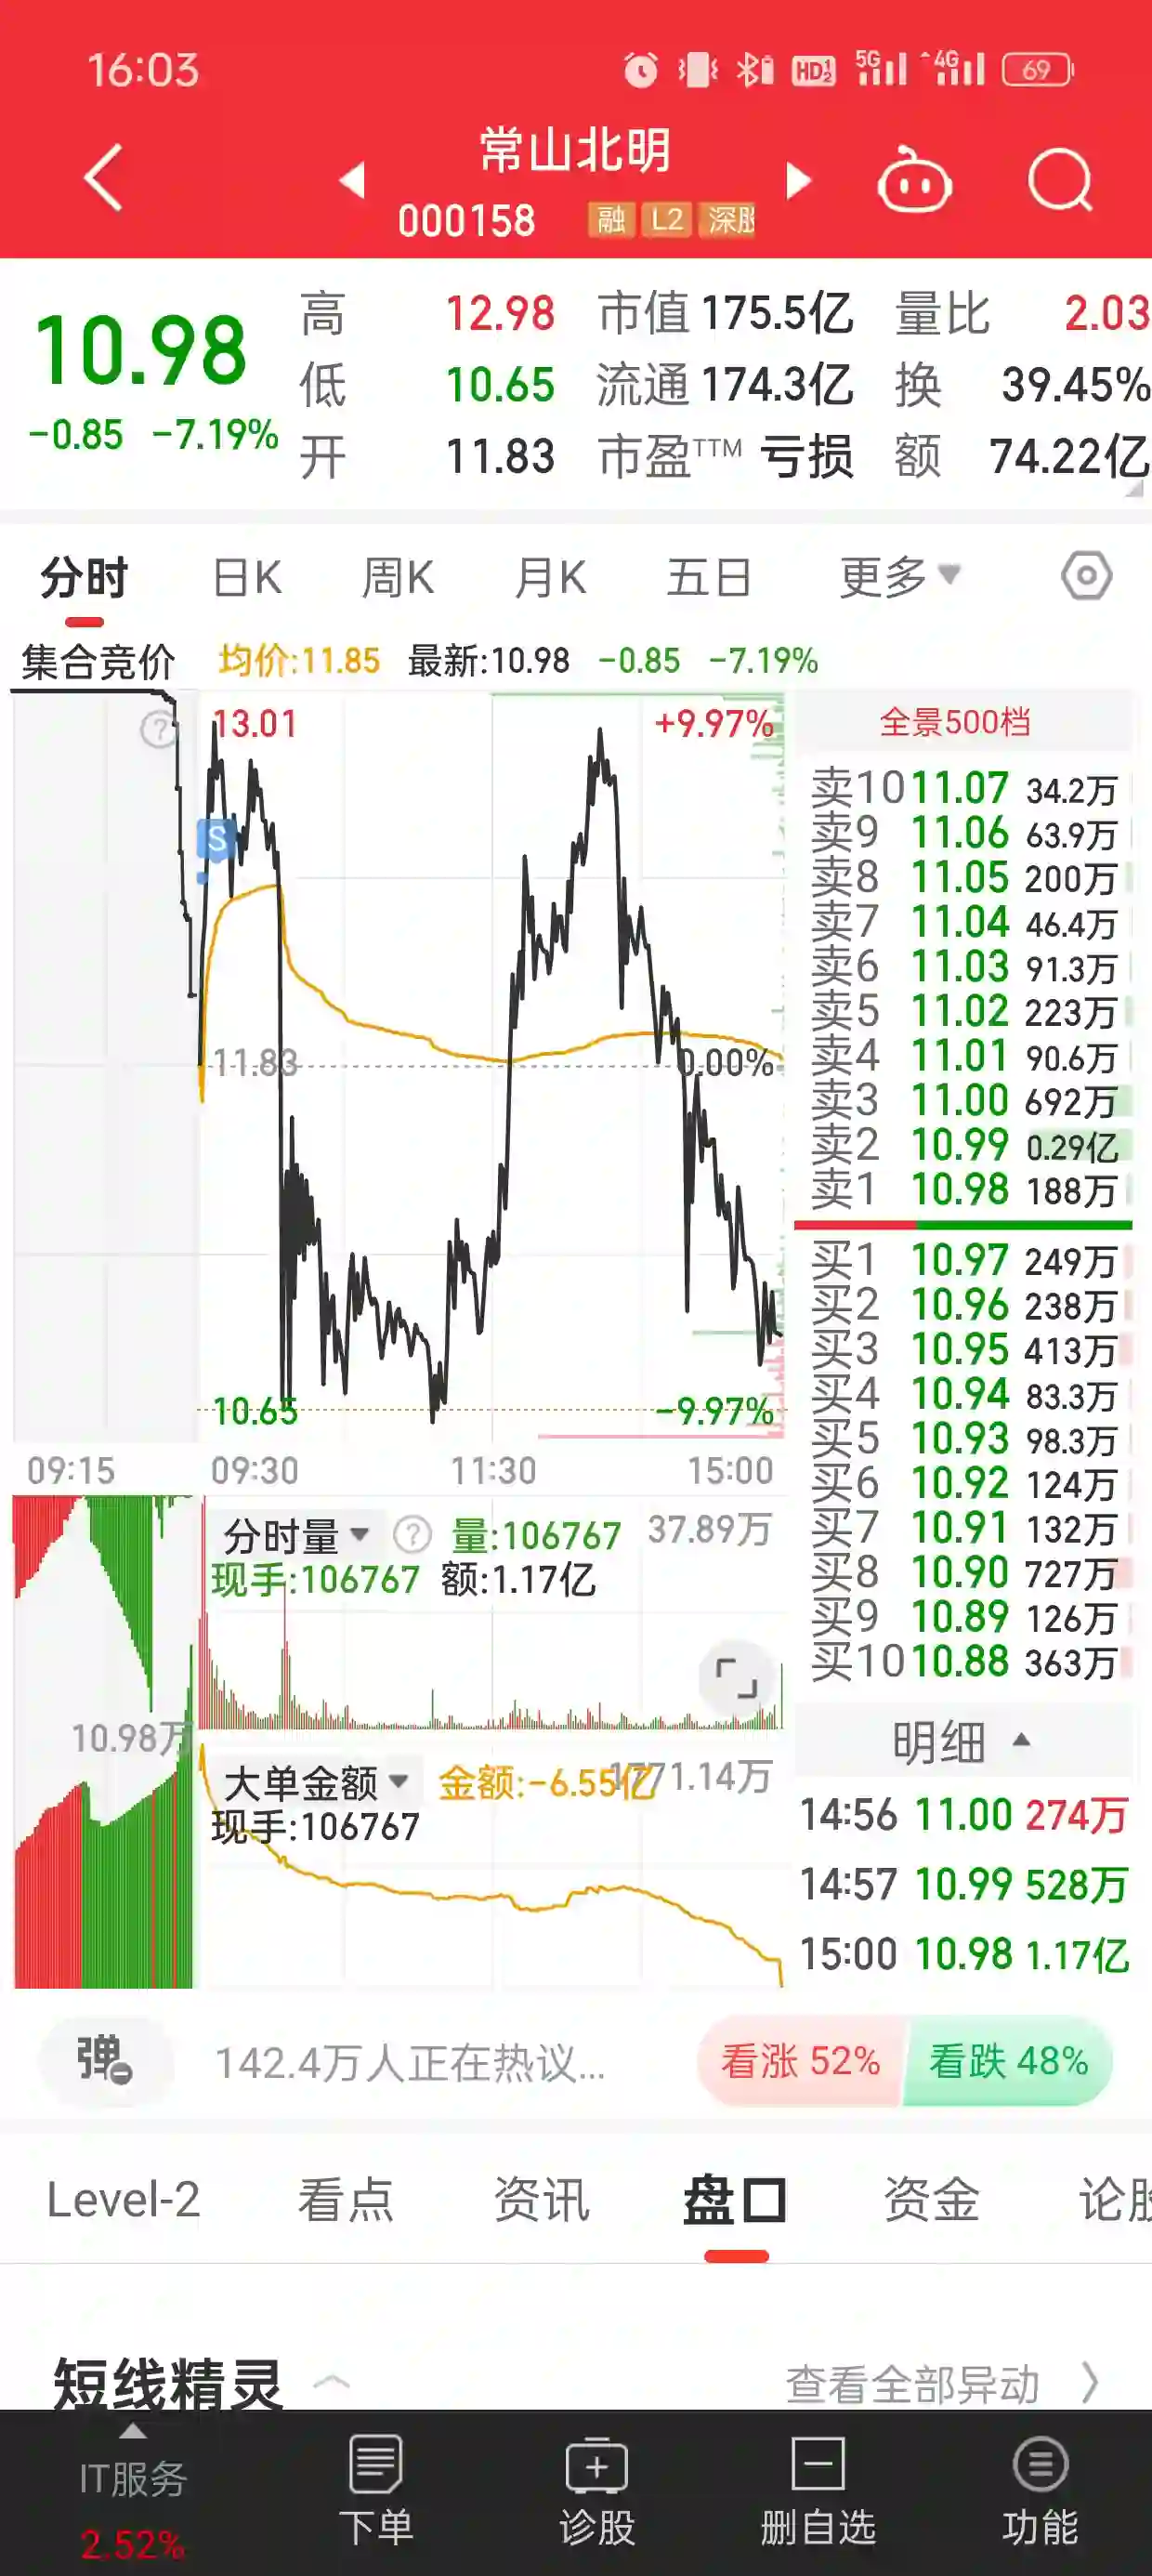 16:03
HD 1 2 5G 4G 69
常山北明
000158 融 L2 深股
10.98
-0.85 -7.19%
高 12.98 市值 175.5亿 量比 2.03
低 10.65 流通 174.3亿 换 39.45%
开 11.83 市盈TTM 亏损 额 74.22亿
分时 日K 周K 月K 五日 更多
集合竞价 均价:11.85 最新:10.98 -0.85 -7.19%
? 13.01 +9.97%
S
11.83 0.00%
10.65 -9.97%
09:15 09:30 11:30 15:00
全景500档
卖10 11.07 34.2万
卖9 11.06 63.9万
卖8 11.05 200万
卖7 11.04 46.4万
卖6 11.03 91.3万
卖5 11.02 223万
卖4 11.01 90.6万
卖3 11.00 692万
卖2 10.99 0.29亿
卖1 10.98 188万
买1 10.97 249万
买2 10.96 238万
买3 10.95 413万
买4 10.94 83.3万
买5 10.93 98.3万
买6 10.92 124万
买7 10.91 132万
买8 10.90 727万
买9 10.89 126万
买10 10.88 363万
分时量 ? 量:106767 37.89万
现手:106767 额:1.17亿
10.98万
大单金额 金额:-6.55亿 1771.14万
现手:106767
明细
14:56 11.00 274万
14:57 10.99 528万
15:00 10.98 1.17亿
弹 142.4万人正在热议... 看涨 52% 看跌 48%
Level-2 看点 资讯 盘口 资金 论股
短线精灵 查看全部异动
IT服务 下单 诊股 删自选 功能
2.52%